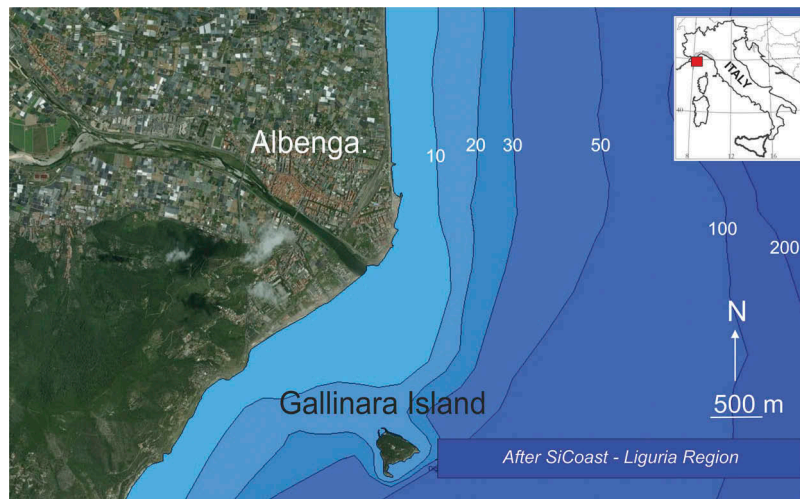 ITALY
Albenga.
10
20
30
50
100
200
N
500 m
Gallinara Island
After SiCoast - Liguria Region